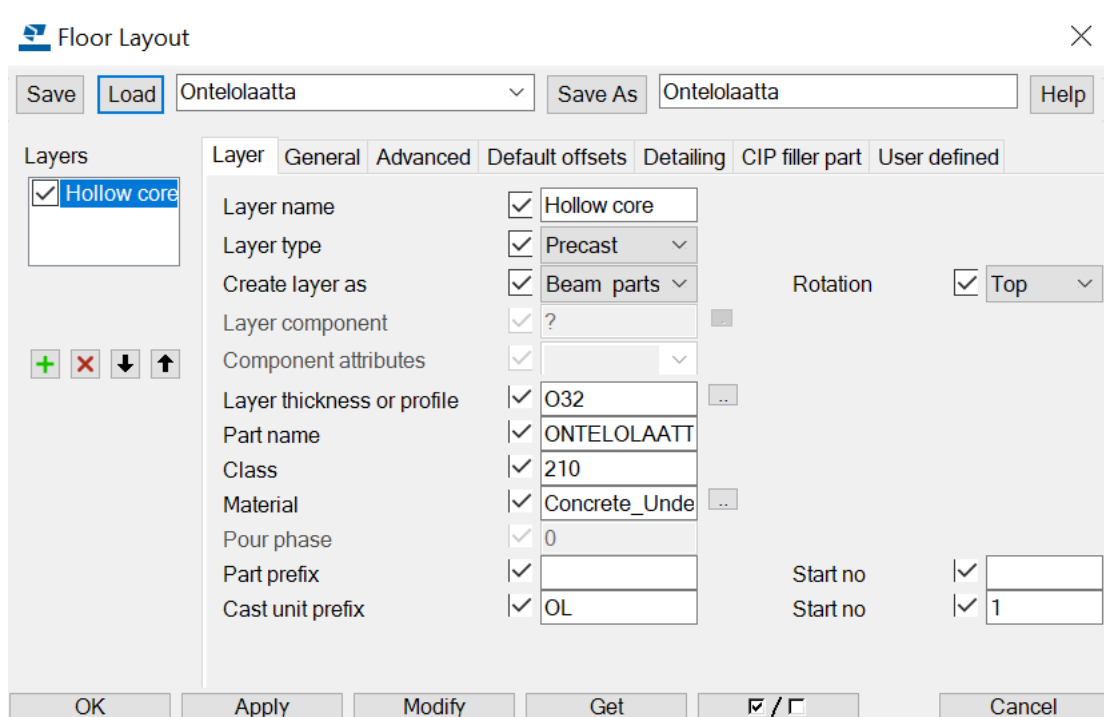 Floor Layout
Save Load Ontelolaatta Save As Ontelolaatta Help
Layers
Hollow core
Layer General Advanced Default offsets Detailing CIP filler part User defined
Layer name Hollow core
Layer type Precast
Create layer as Beam parts Rotation Top
Layer component ?
Component attributes
Layer thickness or profile O32 ..
Part name ONTELOLAATT
Class 210
Material Concrete_Unde ..
Pour phase 0
Part prefix Start no
Cast unit prefix OL Start no 1
OK Apply Modify Get / Cancel